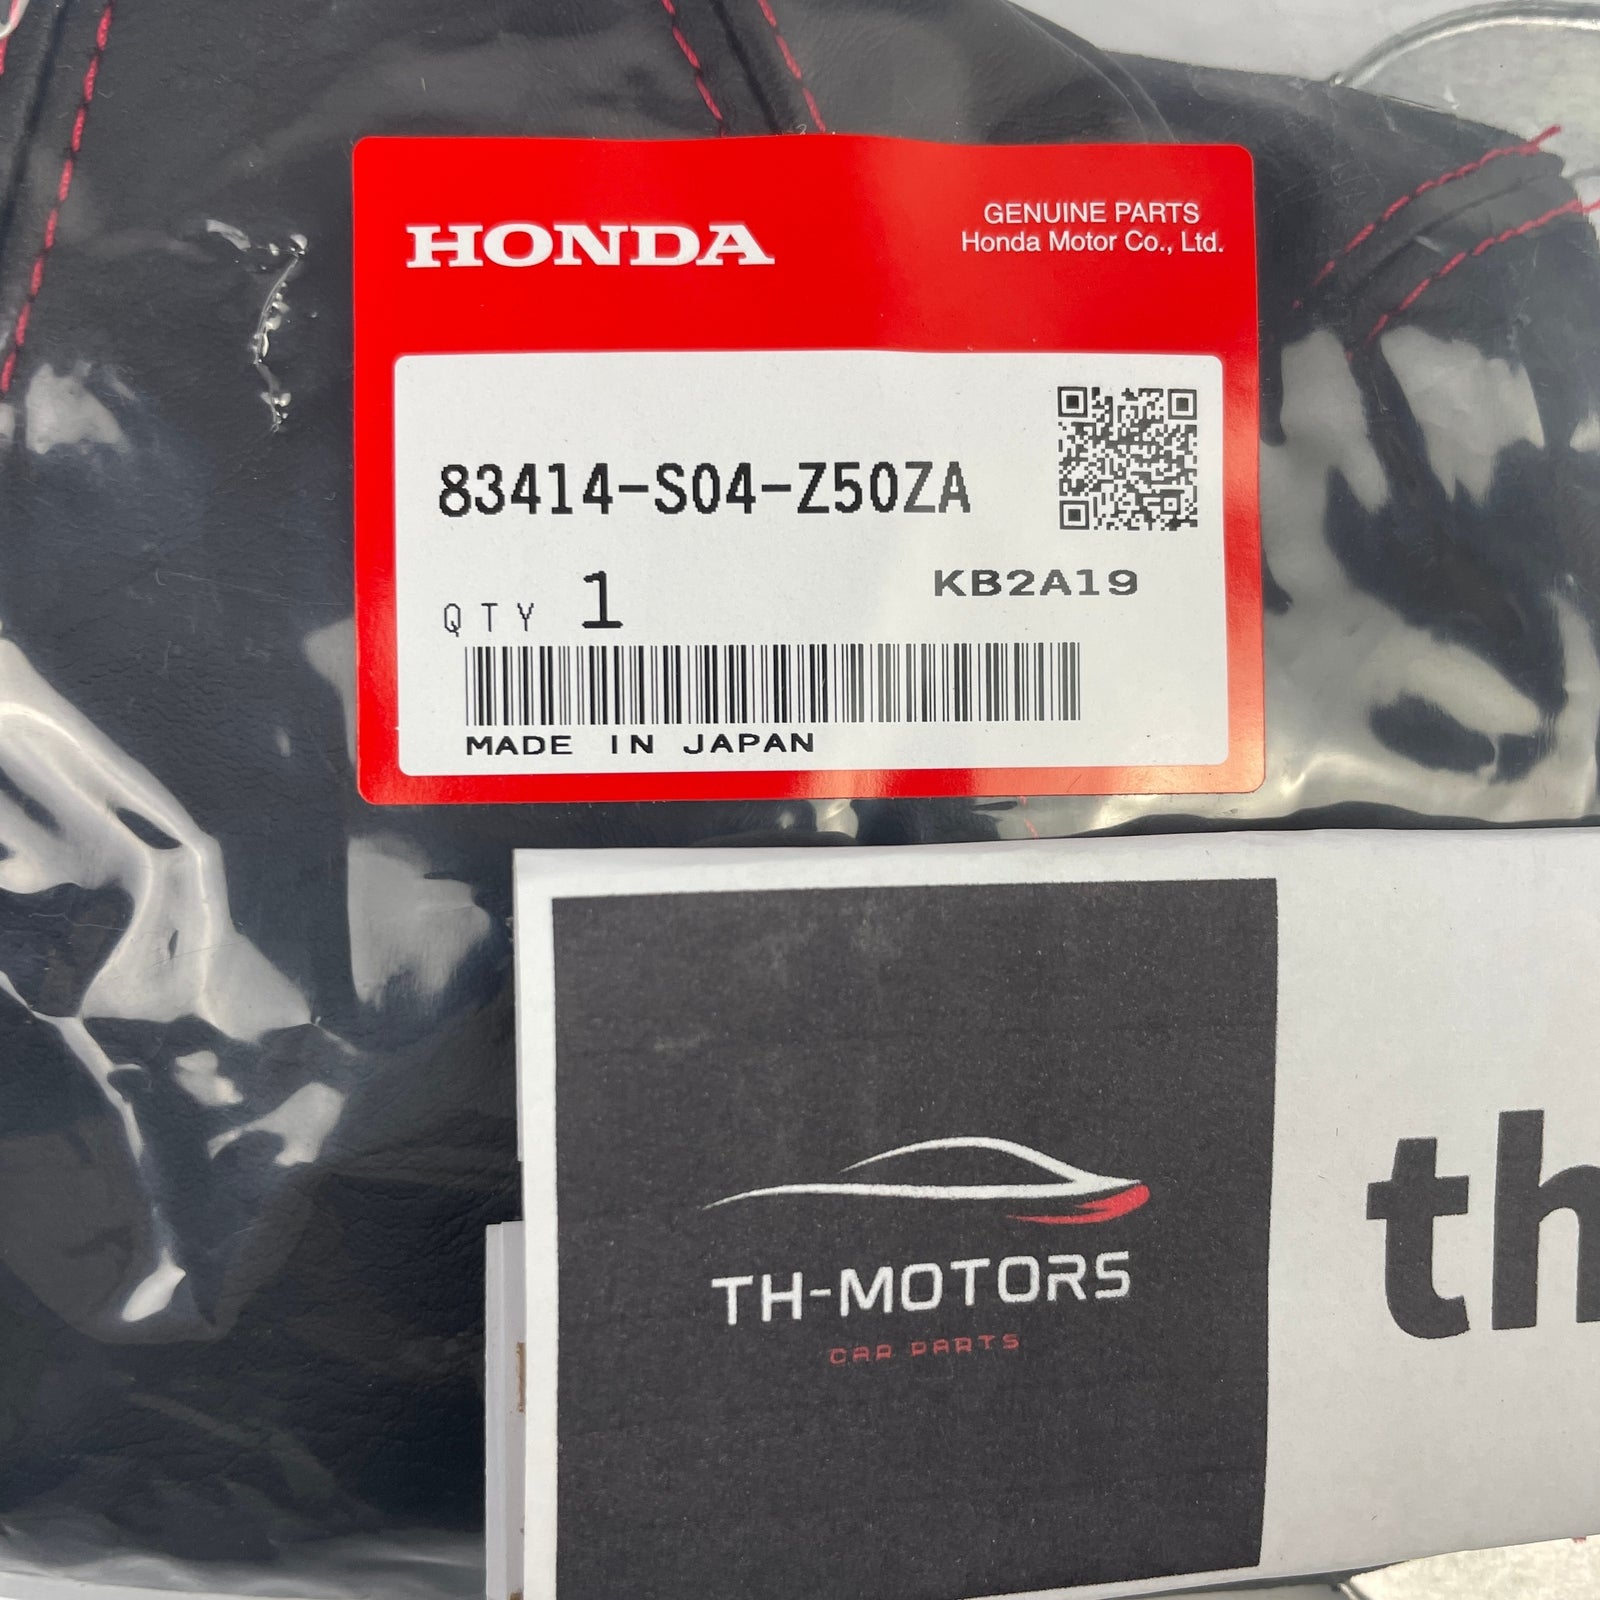 HONDA
GENUINE PARTS
Honda Motor Co., Ltd.
83414-S04-Z50ZA
QTY 1
KB2A19
MADE IN JAPAN
TH-MOTORS
CAR PARTS
th